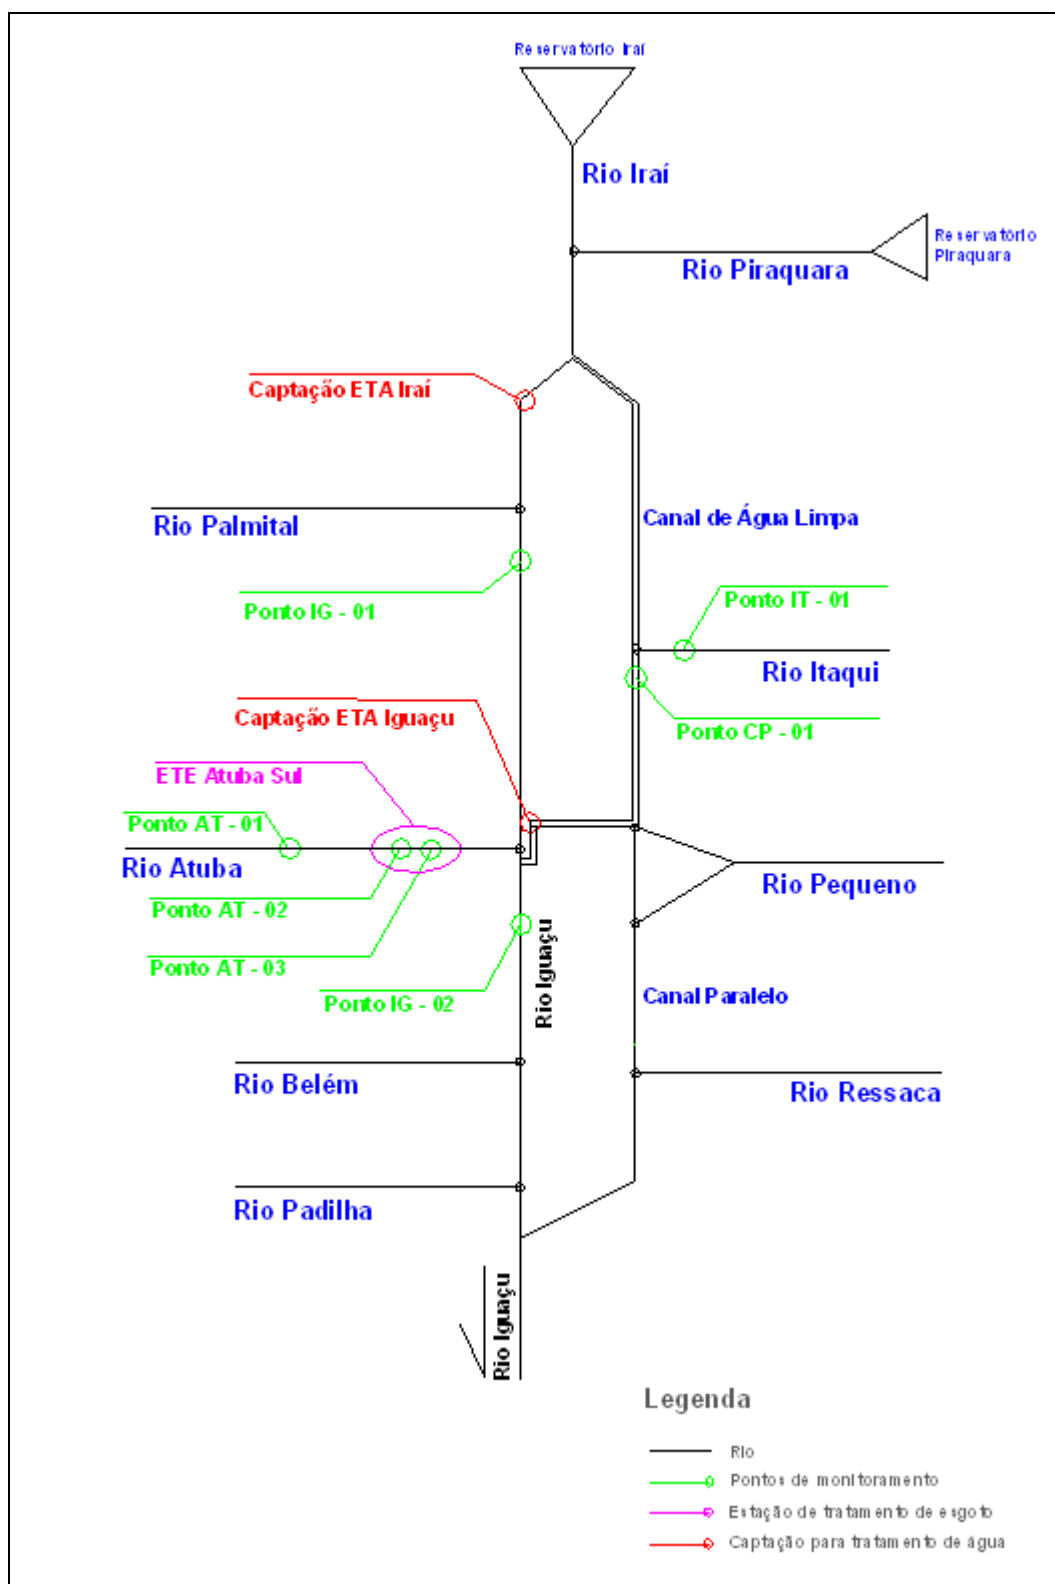 Reservatório Iraí
Rio Iraí
Reservatório
Piraquara
Rio Piraquara
Captação ETA Iraí
Rio Palmital
Canal de Água Limpa
Ponto IG - 01
Ponto IT - 01
Rio Itaqui
Captação ETA Iguaçu
Ponto CP - 01
ETE Atuba Sul
Ponto AT - 01
Rio Atuba
Rio Pequeno
Ponto AT - 02
Ponto AT - 03
Ponto IG - 02
Rio Iguaçu
Canal Paralelo
Rio Belém
Rio Ressaca
Rio Padilha
Rio Iguaçu
Legenda
Rio
Pontos de monitoramento
Estação de tratamento de esgoto
Captação para tratamento de água